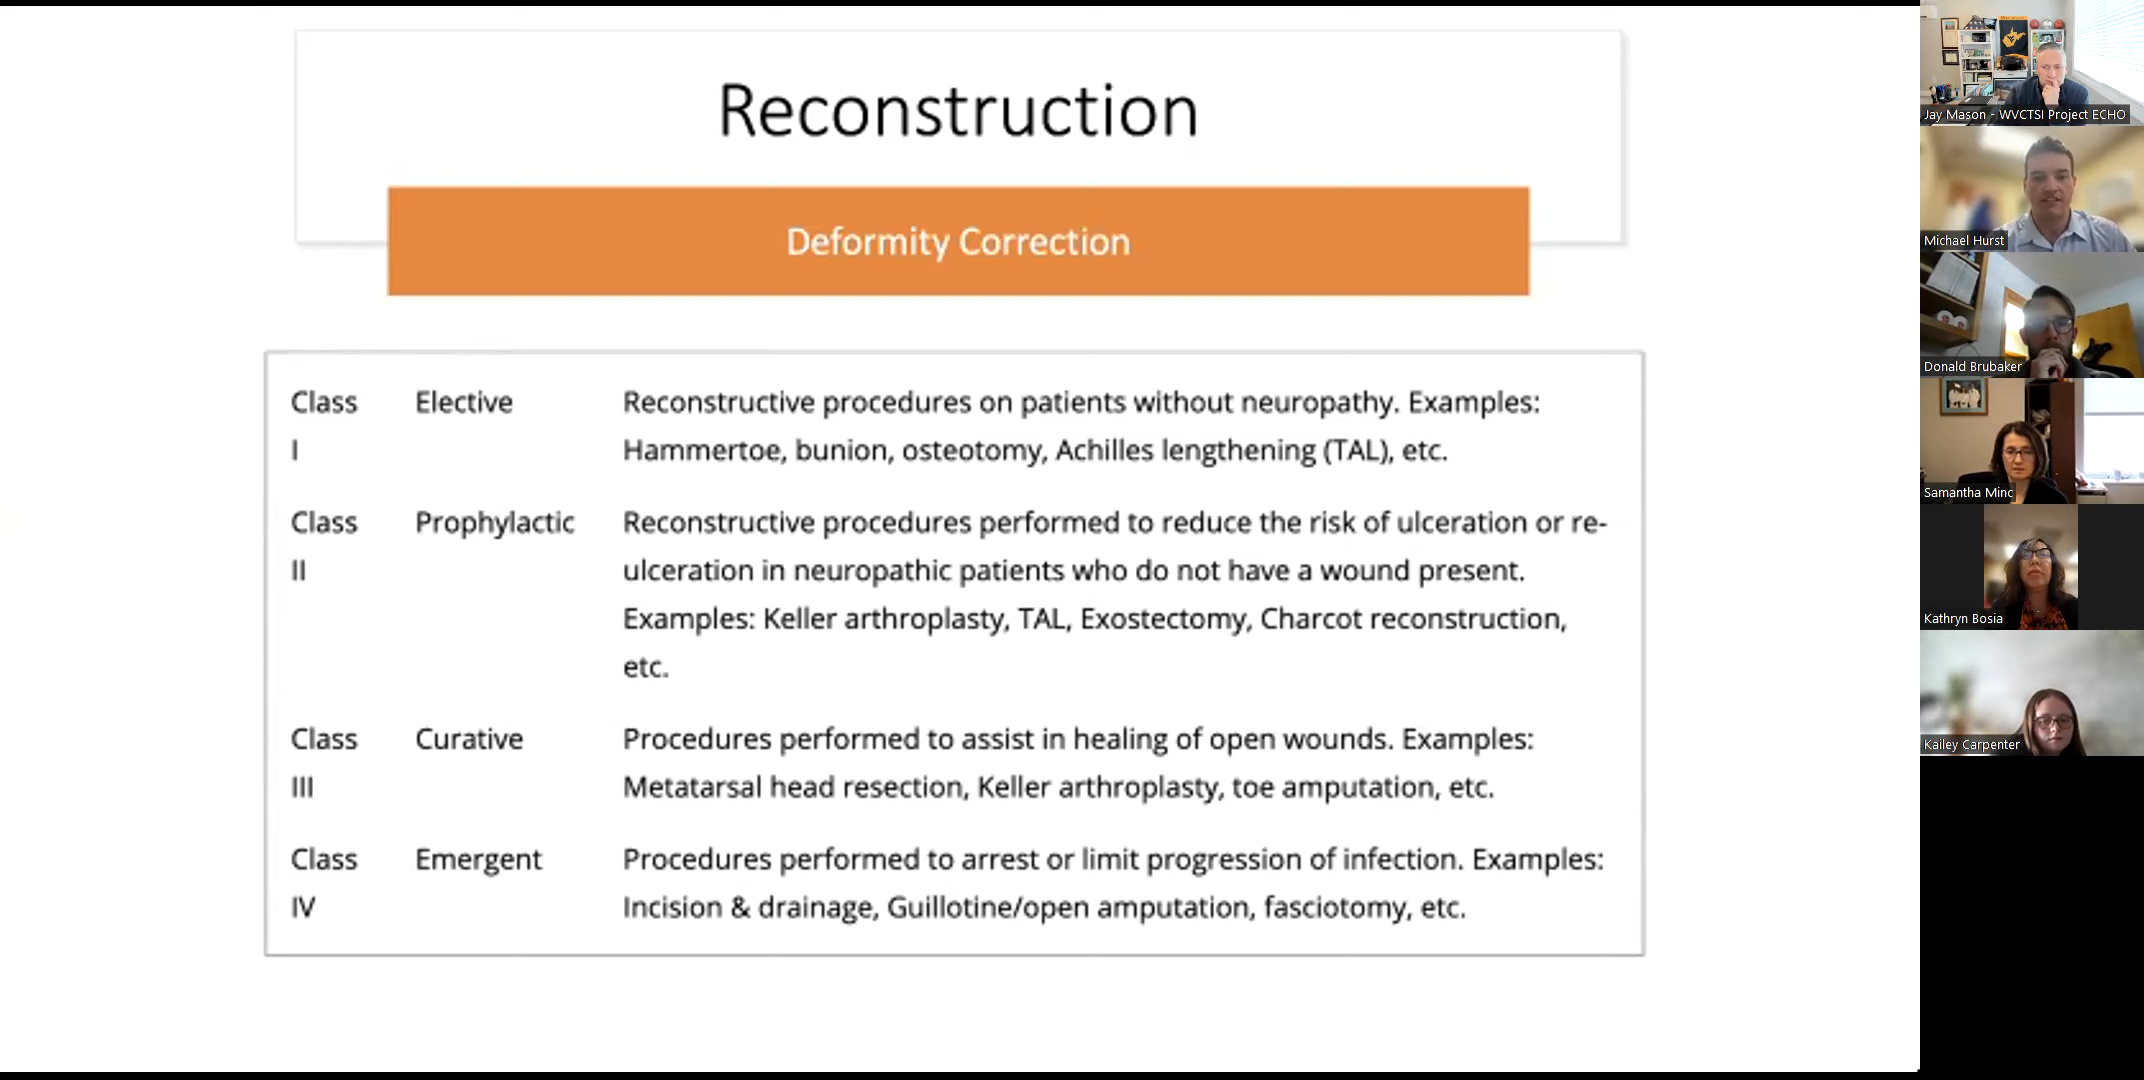 Reconstruction
Deformity Correction
Class Elective Reconstructive procedures on patients without neuropathy. Examples:
I Hammertoe, bunion, osteotomy, Achilles lengthening (TAL), etc.
Class Prophylactic Reconstructive procedures performed to reduce the risk of ulceration or re-
II ulceration in neuropathic patients who do not have a wound present.
Examples: Keller arthroplasty, TAL, Exostectomy, Charcot reconstruction,
etc.
Class Curative Procedures performed to assist in healing of open wounds. Examples:
III Metatarsal head resection, Keller arthroplasty, toe amputation, etc.
Class Emergent Procedures performed to arrest or limit progression of infection. Examples:
IV Incision & drainage, Guillotine/open amputation, fasciotomy, etc.
Jay Mason - WVCTSI Project ECHO
Michael Hurst
Donald Brubaker
Samantha Minc
Kathryn Bosia
Kailey Carpenter